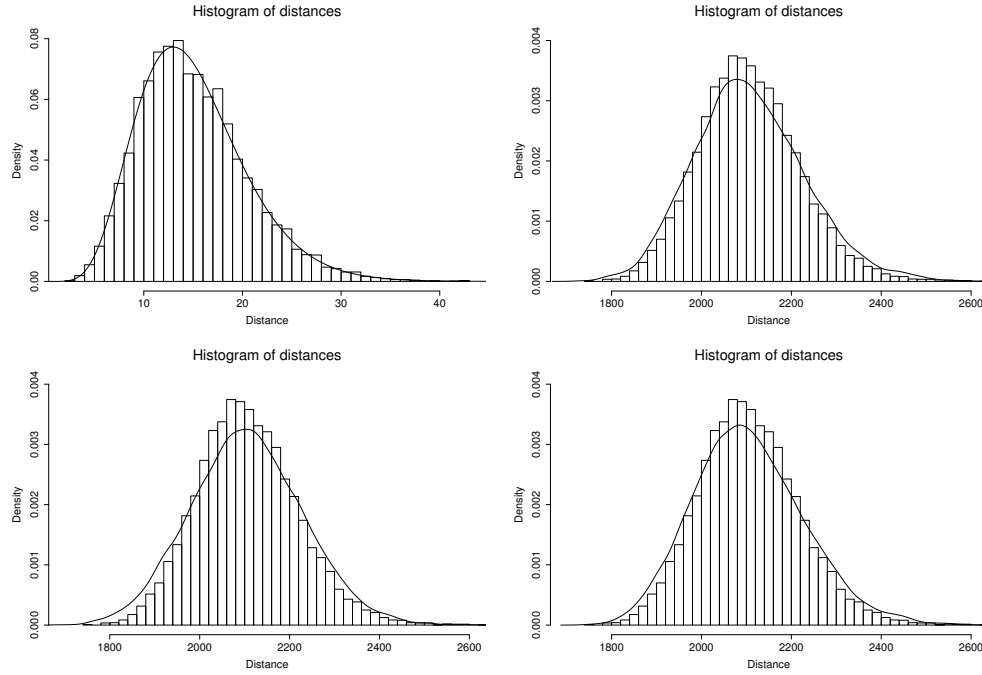 Histogram of distances
Density
0.00 0.02 0.04 0.06 0.08
10 20 30 40
Distance
Histogram of distances
Density
0.000 0.001 0.002 0.003 0.004
1800 2000 2200 2400 2600
Distance
Histogram of distances
Density
0.000 0.001 0.002 0.003 0.004
1800 2000 2200 2400 2600
Distance
Histogram of distances
Density
0.000 0.001 0.002 0.003 0.004
1800 2000 2200 2400 2600
Distance